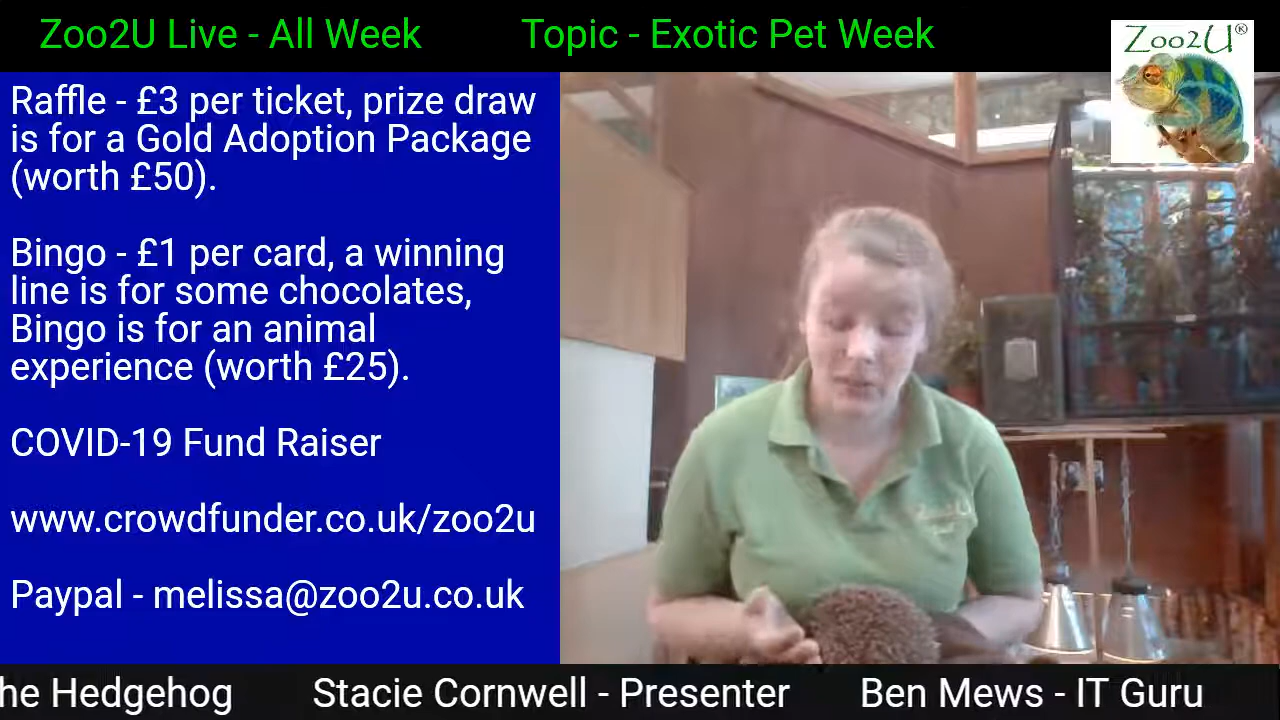 Zoo2U Live - All Week
Topic - Exotic Pet Week
Zoo2U®
Raffle - £3 per ticket, prize draw
is for a Gold Adoption Package
(worth £50).
Bingo - £1 per card, a winning
line is for some chocolates,
Bingo is for an animal
experience (worth £25).
COVID-19 Fund Raiser
www.crowdfunder.co.uk/zoo2u
Paypal - melissa@zoo2u.co.uk
he Hedgehog
Stacie Cornwell - Presenter
Ben Mews - IT Guru